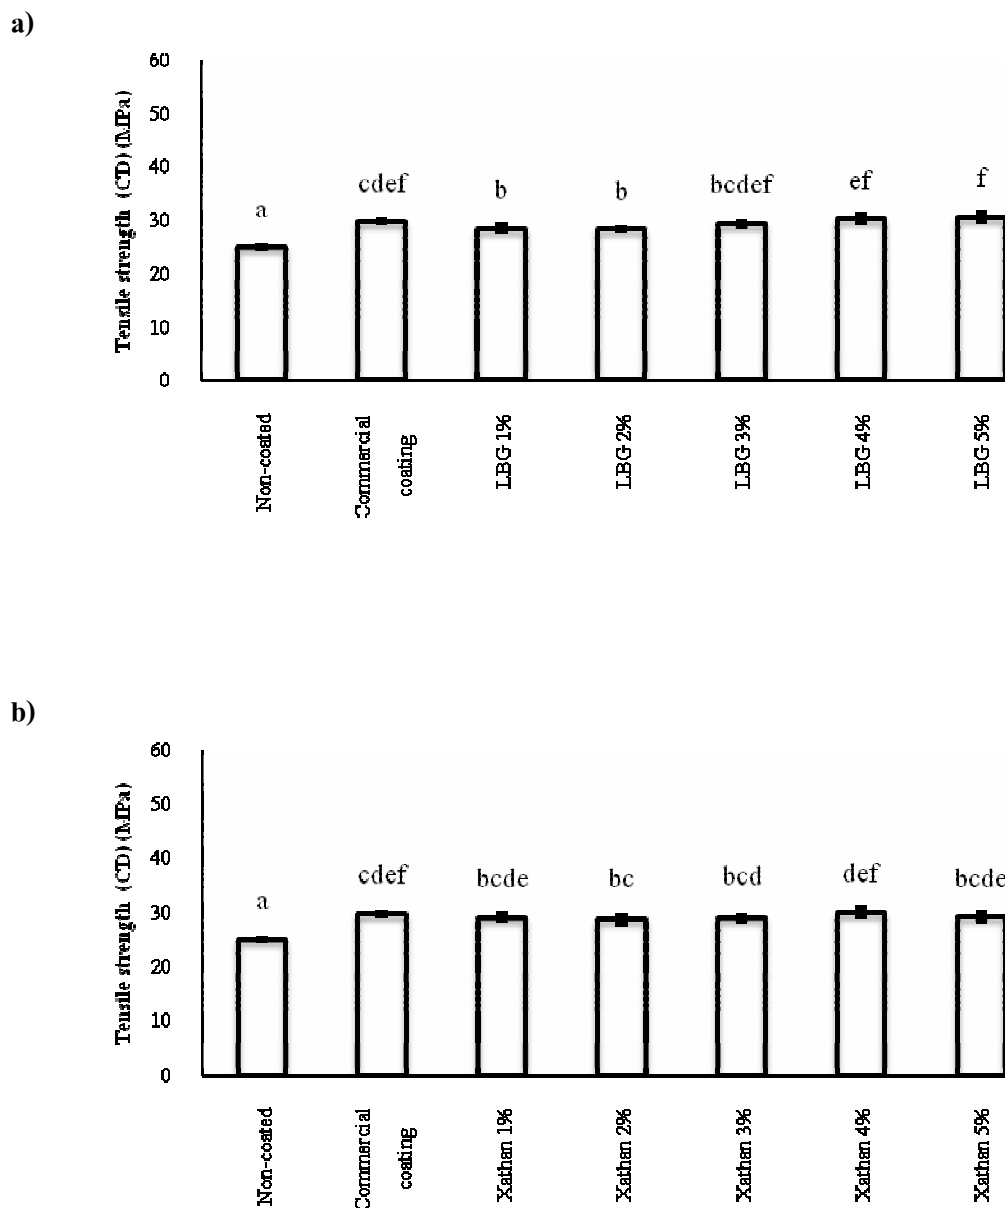 a)
Tensile strength (CD) (MPa)
60
50
40
30
20
10
0
a
cdef
b
b
bcdef
ef
f
Non-coated
Commercial
coating
LBG 1%
LBG 2%
LBG 3%
LBG 4%
LBG 5%
b)
Tensile strength (CD) (MPa)
60
50
40
30
20
10
0
a
cdef
bcde
bc
bcd
def
bcde
Non-coated
Commercial
coating
Xathan 1%
Xathan 2%
Xathan 3%
Xathan 4%
Xathan 5%